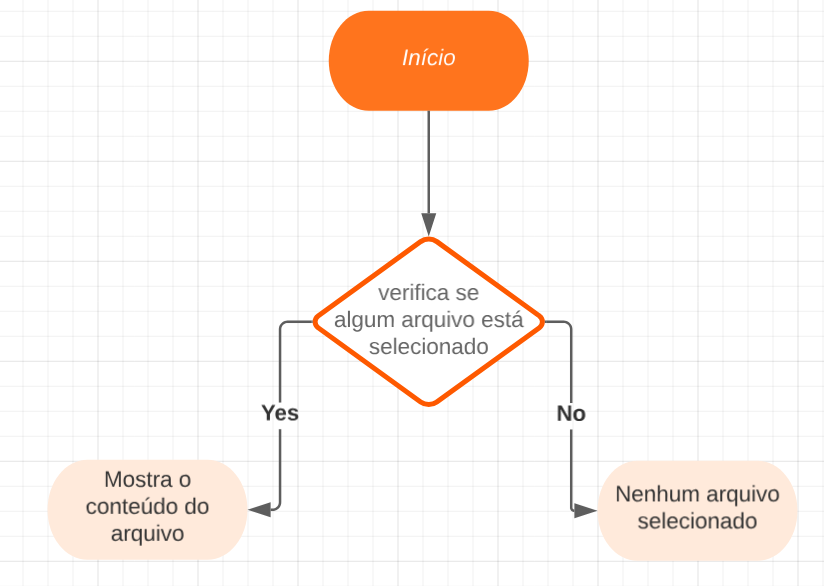 Início
verifica se
algum arquivo está
selecionado
Yes
No
Mostra o
conteúdo do
arquivo
Nenhum arquivo
selecionado